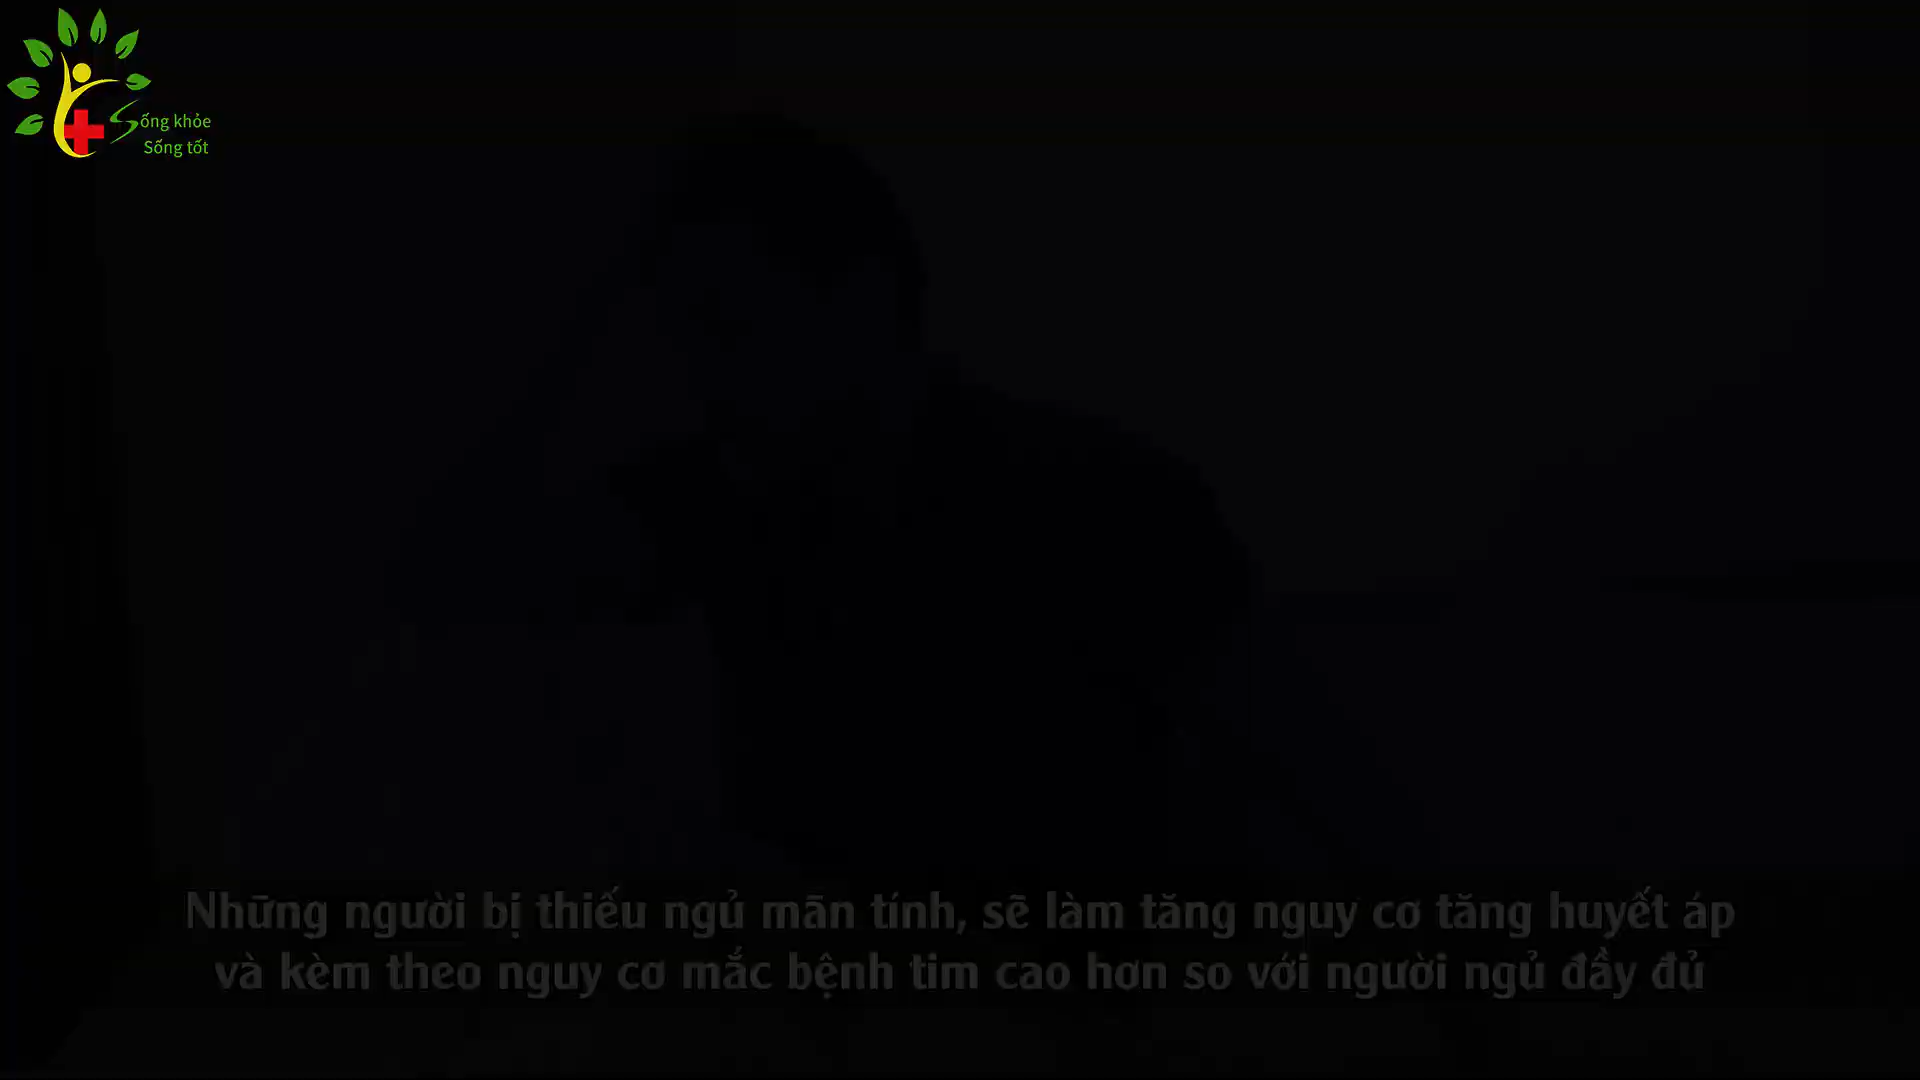 Sống khỏe
Sống tốt
Những người bị thiếu ngủ mãn tính, sẽ làm tăng nguy cơ tăng huyết áp
và kèm theo nguy cơ mắc bệnh tim cao hơn so với người ngủ đầy đủ